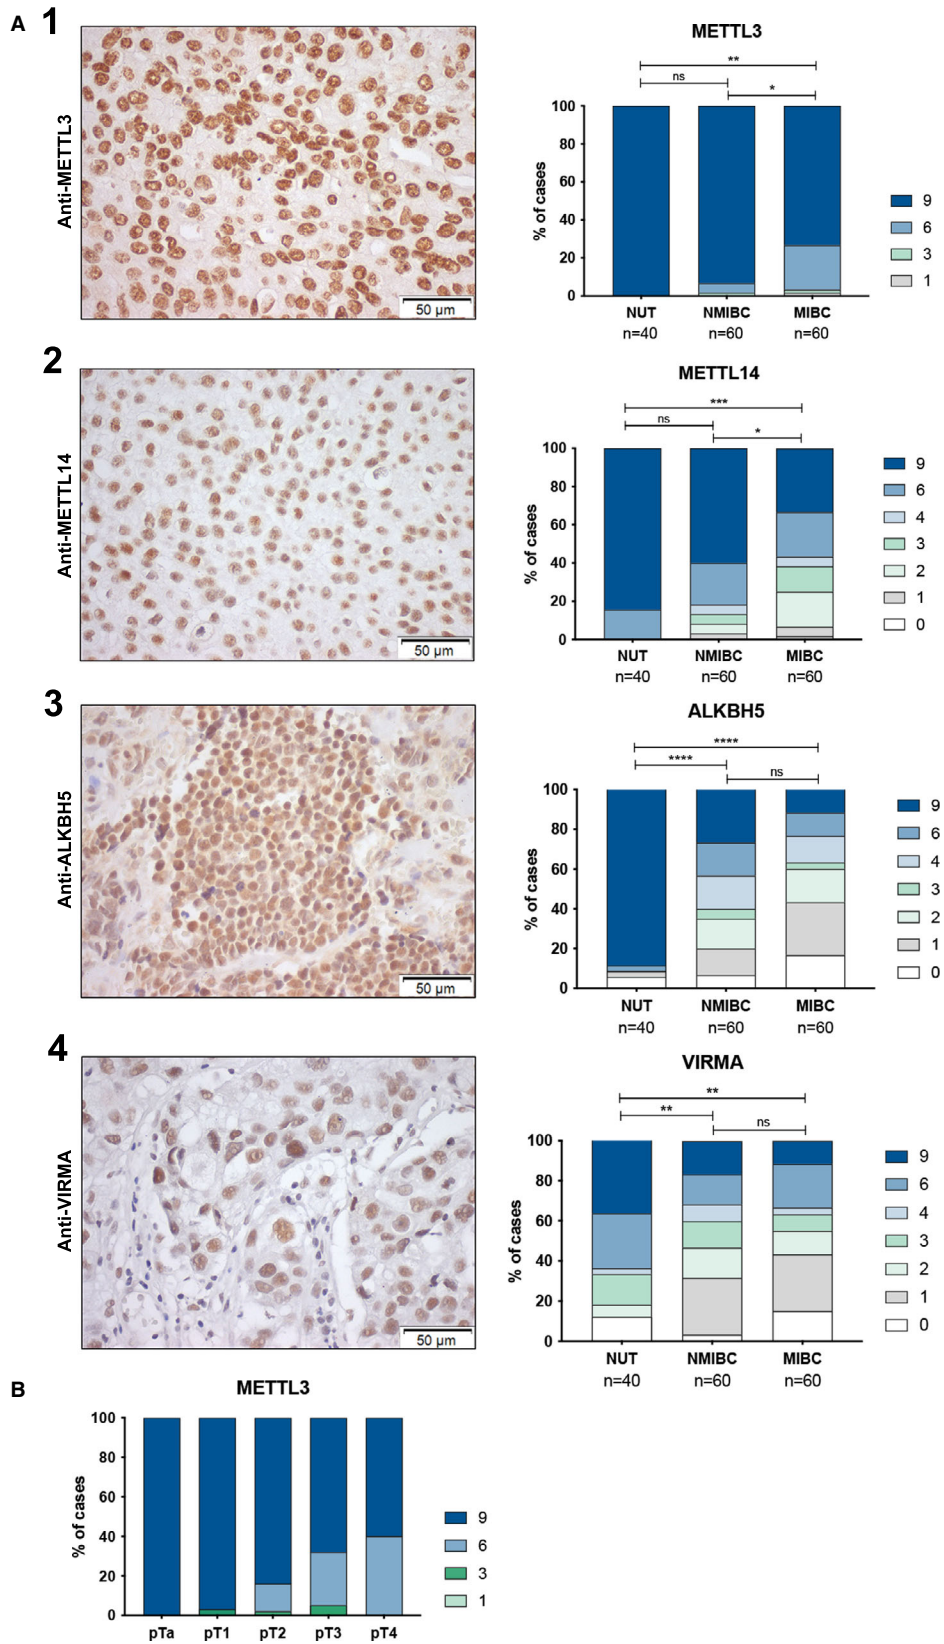 A
1
Anti-METTL3
50 µm
METTL3
**
ns
*
% of cases
100
80
60
40
20
0
NUT
NMIBC
MIBC
n=40
n=60
n=60
9
6
3
1
2
Anti-METTL14
50 µm
METTL14
***
ns
*
% of cases
100
80
60
40
20
0
NUT
NMIBC
MIBC
n=40
n=60
n=60
9
6
4
3
2
1
0
3
Anti-ALKBH5
50 µm
ALKBH5
****
****
ns
% of cases
100
80
60
40
20
0
NUT
NMIBC
MIBC
n=40
n=60
n=60
9
6
4
3
2
1
0
4
Anti-VIRMA
50 µm
VIRMA
**
**
ns
% of cases
100
80
60
40
20
0
NUT
NMIBC
MIBC
n=40
n=60
n=60
9
6
4
3
2
1
0
B
METTL3
% of cases
100
80
60
40
20
0
pTa
pT1
pT2
pT3
pT4
9
6
3
1